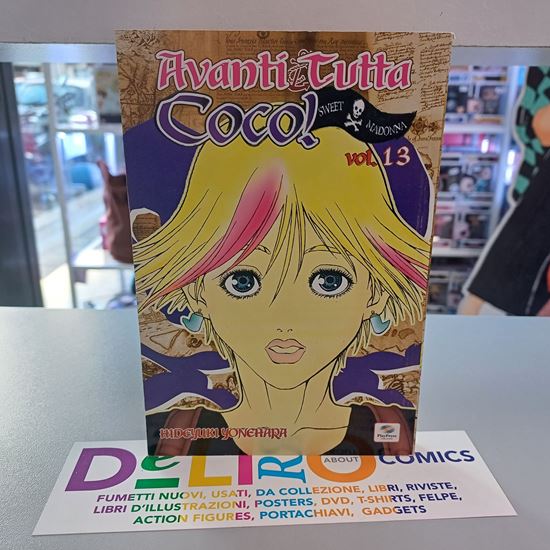 Avanti Tutta
Coco!
SWEET
MADONNA
vol. 13
HIDEYUKI YONEHARA
PlayPress
DeLIRiO
ABOUT
COMICS
FUMETTI NUOVI, USATI, DA COLLEZIONE, LIBRI, RIVISTE,
LIBRI D'ILLUSTRAZIONI, POSTERS, DVD, T-SHIRTS, FELPE,
ACTION FIGURES, PORTACHIAVI, GADGETS